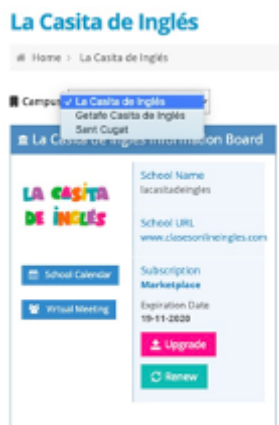 La Casita de Inglés
Home > La Casita de Inglés
Campus
✓ La Casita de Inglés
Getafe Casita de Inglés
Sant Cugat
La Casita de Inglés Information Board
LA CASITA
DE INGLES
School Name
lacasitadeingles
School URL
www.clasesonlineingles.com
School Calendar
Virtual Meeting
Subscription
Marketplace
Expiration Date
19-11-2020
Upgrade
Renew